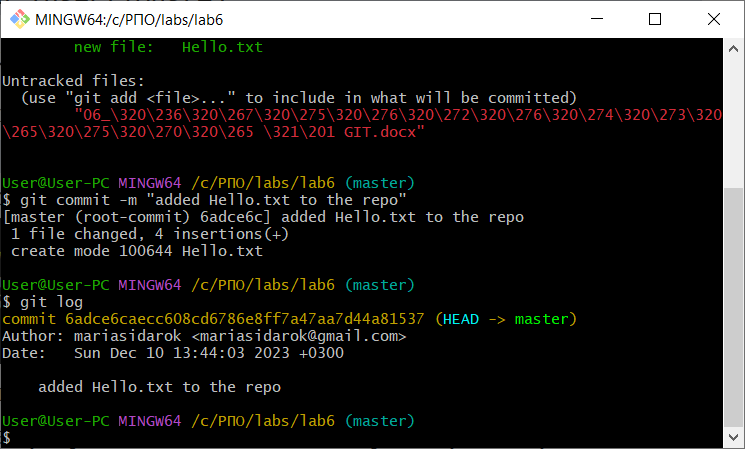 MINGW64:/c/РПО/labs/lab6
new file:   Hello.txt
Untracked files:
(use "git add <file>..." to include in what will be committed)
"06_\320\236\320\267\320\275\320\276\320\272\320\276\320\274\320\273\320
\265\320\275\320\270\320\265 \321\201 GIT.docx"
User@User-PC MINGW64 /c/РПО/labs/lab6 (master)
$ git commit -m "added Hello.txt to the repo"
[master (root-commit) 6adce6c] added Hello.txt to the repo
1 file changed, 4 insertions(+)
create mode 100644 Hello.txt
User@User-PC MINGW64 /c/РПО/labs/lab6 (master)
$ git log
commit 6adce6caecc608cd6786e8ff7a47aa7d44a81537 (HEAD -> master)
Author: mariasidarok <mariasidarok@gmail.com>
Date:   Sun Dec 10 13:44:03 2023 +0300
added Hello.txt to the repo
User@User-PC MINGW64 /c/РПО/labs/lab6 (master)
$